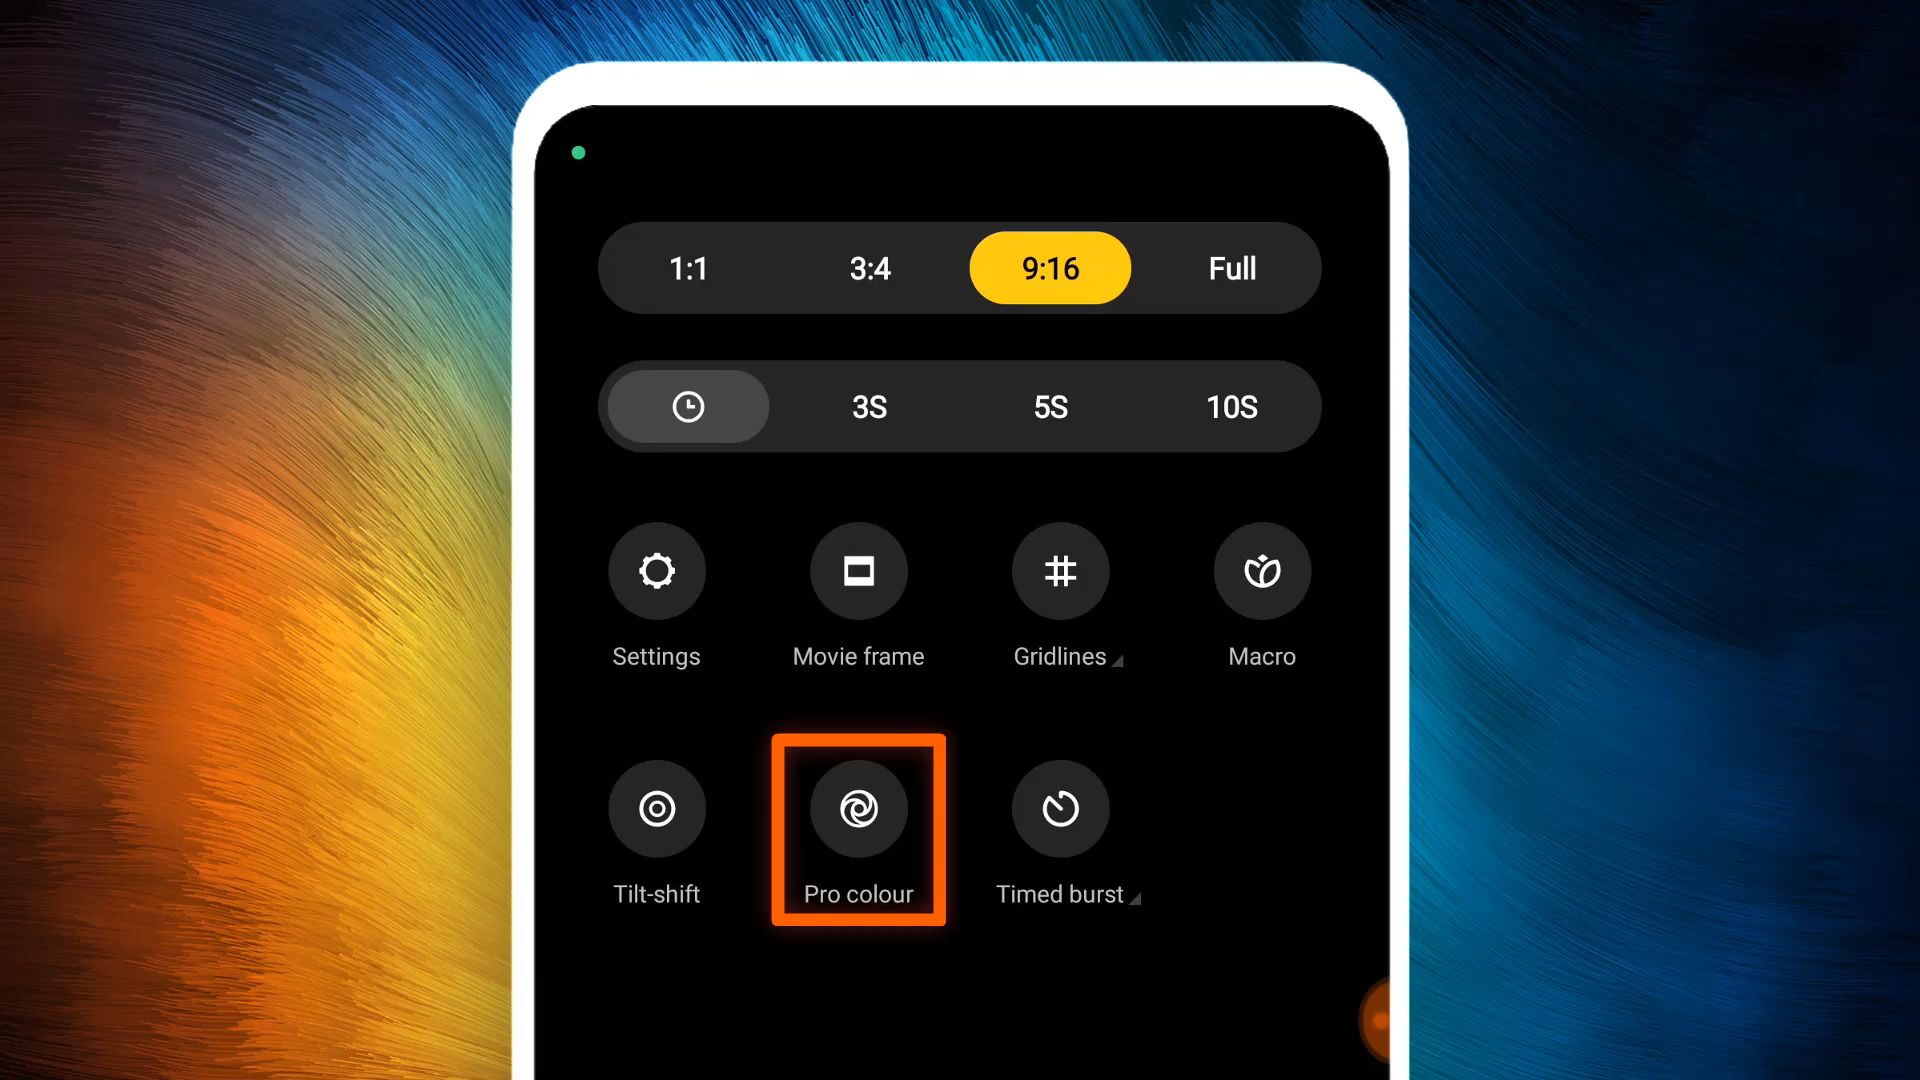 1:1 3:4 9:16 Full
3S 5S 10S
Settings Movie frame Gridlines Macro
Tilt-shift Pro colour Timed burst